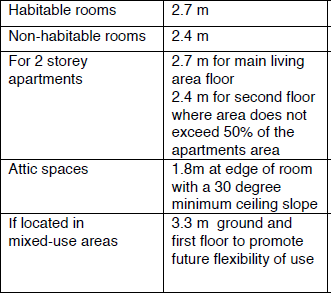 Habitable rooms 2.7 m
Non-habitable rooms 2.4 m
For 2 storey 2.7 m for main living
apartments area floor
2.4 m for second floor
where area does not
exceed 50% of the
apartments area
Attic spaces 1.8m at edge of room
with a 30 degree
minimum ceiling slope
If located in 3.3 m ground and
mixed-use areas first floor to promote
future flexibility of use